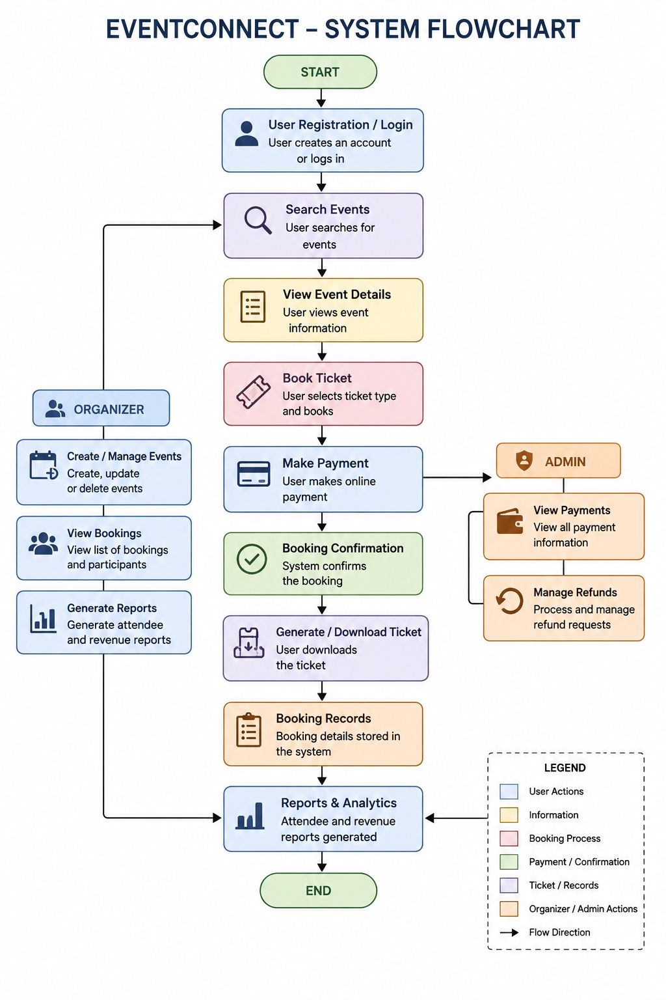 EVENTCONNECT – SYSTEM FLOWCHART
START
User Registration / Login
User creates an account
or logs in
Search Events
User searches for
events
View Event Details
User views event
information
Book Ticket
User selects ticket type
and books
Make Payment
User makes online
payment
Booking Confirmation
System confirms
the booking
Generate / Download Ticket
User downloads
the ticket
Booking Records
Booking details stored in
the system
Reports & Analytics
Attendee and revenue
reports generated
END
ORGANIZER
Create / Manage Events
Create, update
or delete events
View Bookings
View list of bookings
and participants
Generate Reports
Generate attendee
and revenue reports
ADMIN
View Payments
View all payment
information
Manage Refunds
Process and manage
refund requests
LEGEND
User Actions
Information
Booking Process
Payment / Confirmation
Ticket / Records
Organizer / Admin Actions
Flow Direction